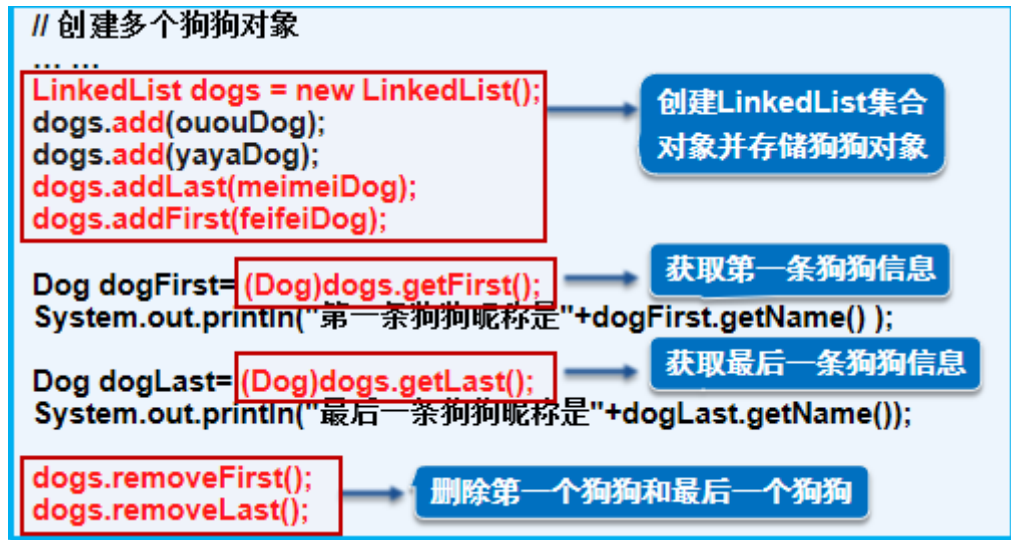 // 创建多个狗狗对象
... ...
LinkedList dogs = new LinkedList();
dogs.add(ououDog);
dogs.add(yayaDog);
dogs.addLast(meimeiDog);
dogs.addFirst(feifeiDog);
创建LinkedList集合
对象并存储狗狗对象
Dog dogFirst= (Dog)dogs.getFirst();
获取第一条狗狗信息
System.out.println("第一条狗狗昵称是"+dogFirst.getName() );
Dog dogLast= (Dog)dogs.getLast();
获取最后一条狗狗信息
System.out.println("最后一条狗狗昵称是"+dogLast.getName());
dogs.removeFirst();
dogs.removeLast();
删除第一个狗狗和最后一个狗狗